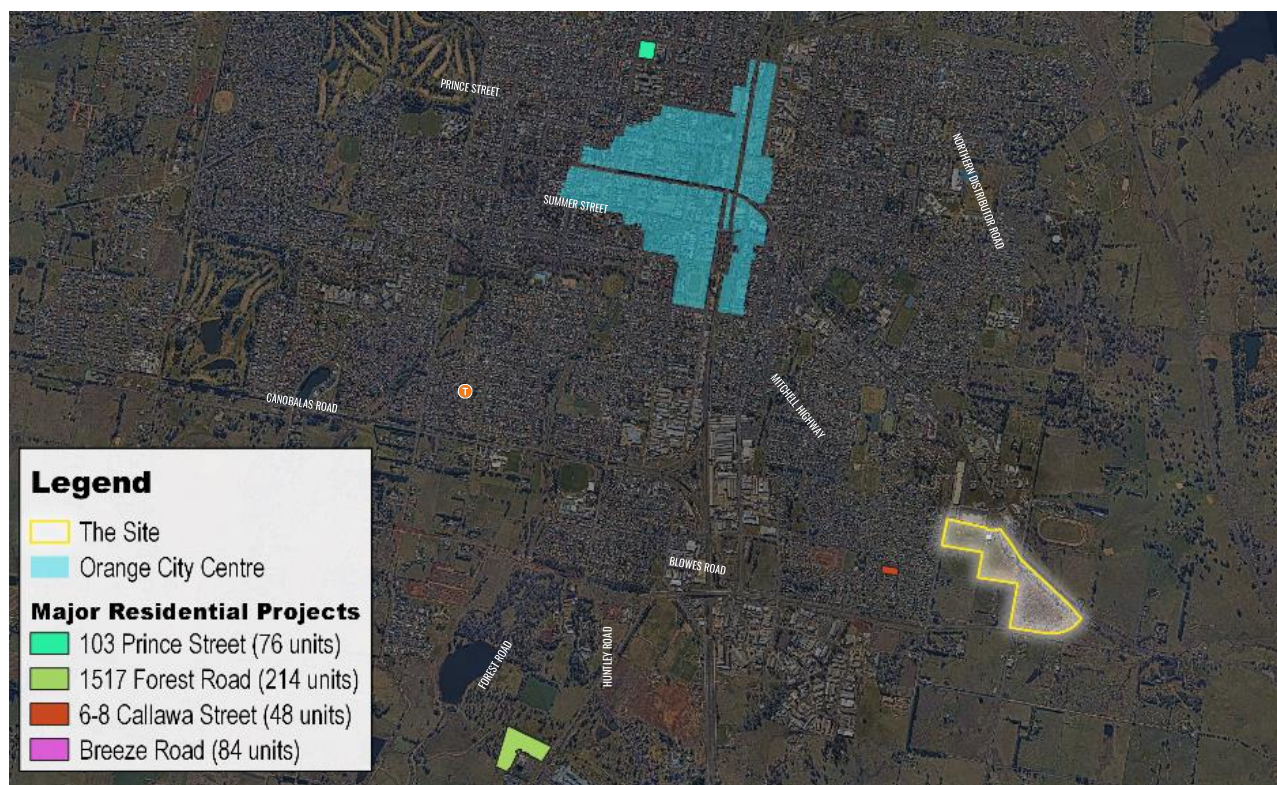 PRINCE STREET
NORTHERN DISTRIBUTOR ROAD
SUMMER STREET
MITCHELL HIGHWAY
T
CANOBALAS ROAD
BLOWES ROAD
FOREST ROAD
HUNTLEY ROAD
Legend
The Site
Orange City Centre
Major Residential Projects
103 Prince Street (76 units)
1517 Forest Road (214 units)
6-8 Callawa Street (48 units)
Breeze Road (84 units)